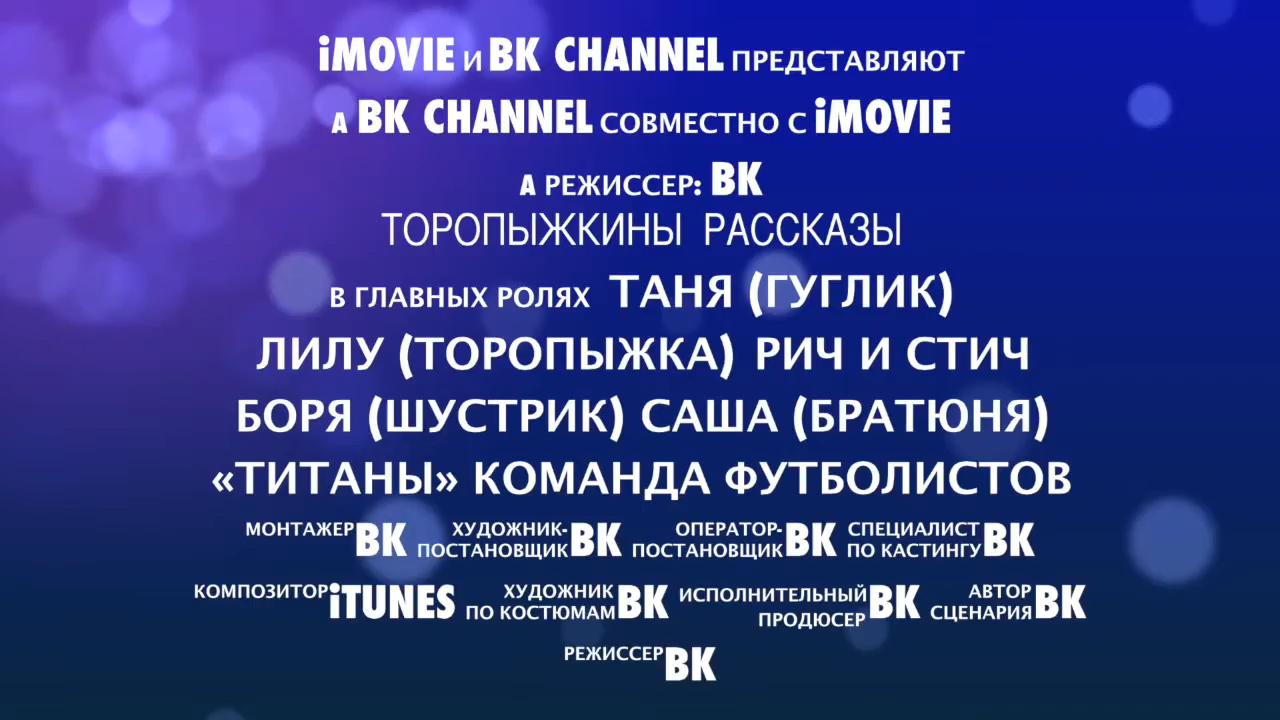 iMOVIE И BK CHANNEL ПРЕДСТАВЛЯЮТ
А BK CHANNEL СОВМЕСТНО С iMOVIE
А РЕЖИССЕР: BK
ТОРОПЫЖКИНЫ РАССКАЗЫ
В ГЛАВНЫХ РОЛЯХ ТАНЯ (ГУГЛИК)
ЛИЛУ (ТОРОПЫЖКА) РИЧ И СТИЧ
БОРЯ (ШУСТРИК) САША (БРАТЮНЯ)
«ТИТАНЫ» КОМАНДА ФУТБОЛИСТОВ
МОНТАЖЕР BK ХУДОЖНИК-ПОСТАНОВЩИК BK ОПЕРАТОР-ПОСТАНОВЩИК BK СПЕЦИАЛИСТ ПО КАСТИНГУ BK
КОМПОЗИТОР iTUNES ХУДОЖНИК ПО КОСТЮМАМ BK ИСПОЛНИТЕЛЬНЫЙ ПРОДЮСЕР BK АВТОР СЦЕНАРИЯ BK
РЕЖИССЕР BK